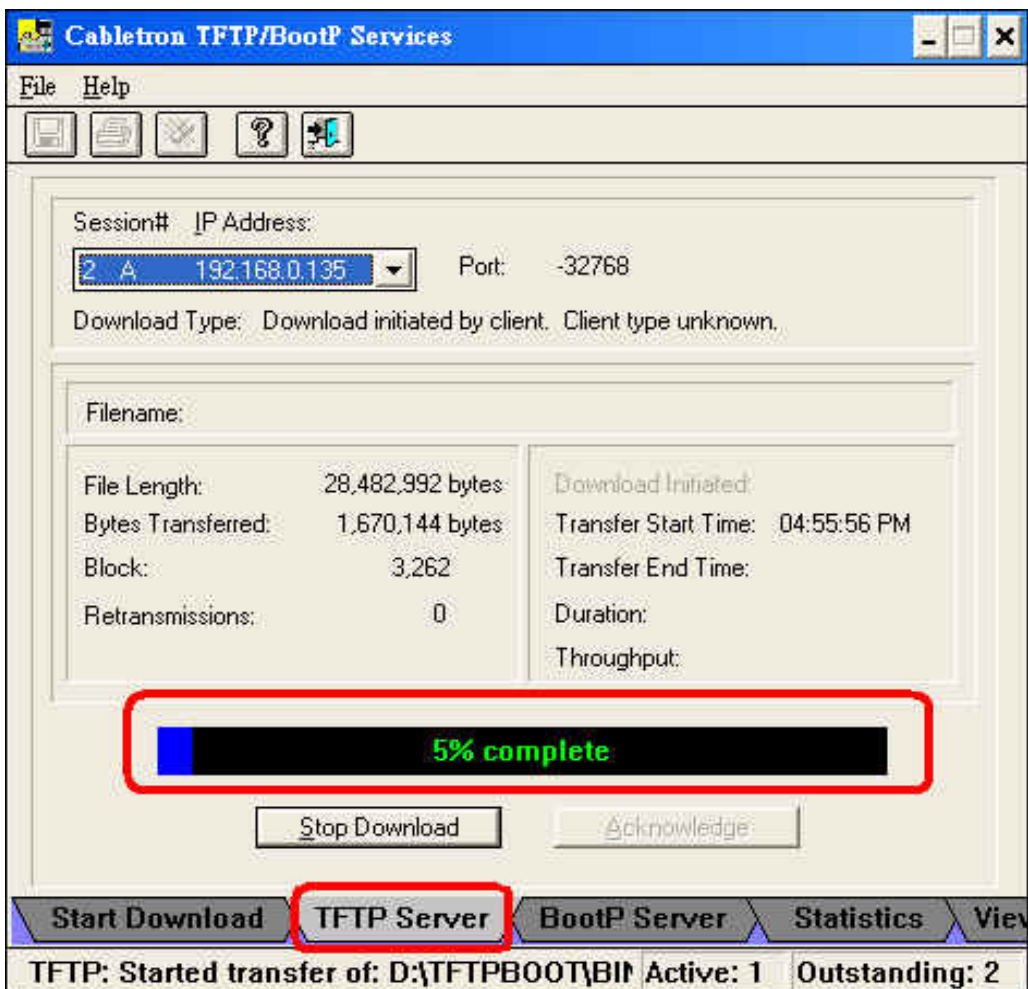 Cabletron TFTP/BootP Services
File Help
Session# IP Address:
2 A 192.168.0.135 Port: -32768
Download Type: Download initiated by client. Client type unknown.
Filename:
File Length: 28,482,992 bytes
Bytes Transferred: 1,670,144 bytes
Block: 3,262
Retransmissions: 0
Download Initiated:
Transfer Start Time: 04:55:56 PM
Transfer End Time:
Duration:
Throughput:
5% complete
Stop Download Acknowledge
Start Download TFTP Server BootP Server Statistics View
TFTP: Started transfer of: D:\TFTPBOOT\BIN Active: 1 Outstanding: 2